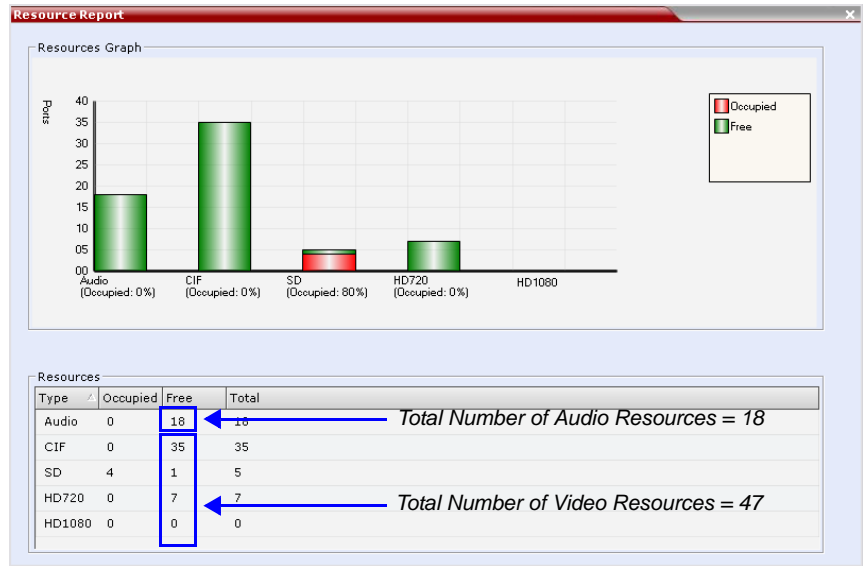 Resource Report
Resources Graph
Ports
40
35
30
25
20
15
10
05
00
Audio
(Occupied: 0%)
CIF
(Occupied: 0%)
SD
(Occupied: 80%)
HD720
(Occupied: 0%)
HD1080
Occupied
Free
Resources
Type Occupied Free Total
Audio 0 18 18 Total Number of Audio Resources = 18
CIF 0 35 35
SD 4 1 5
HD720 0 7 7 Total Number of Video Resources = 47
HD1080 0 0 0